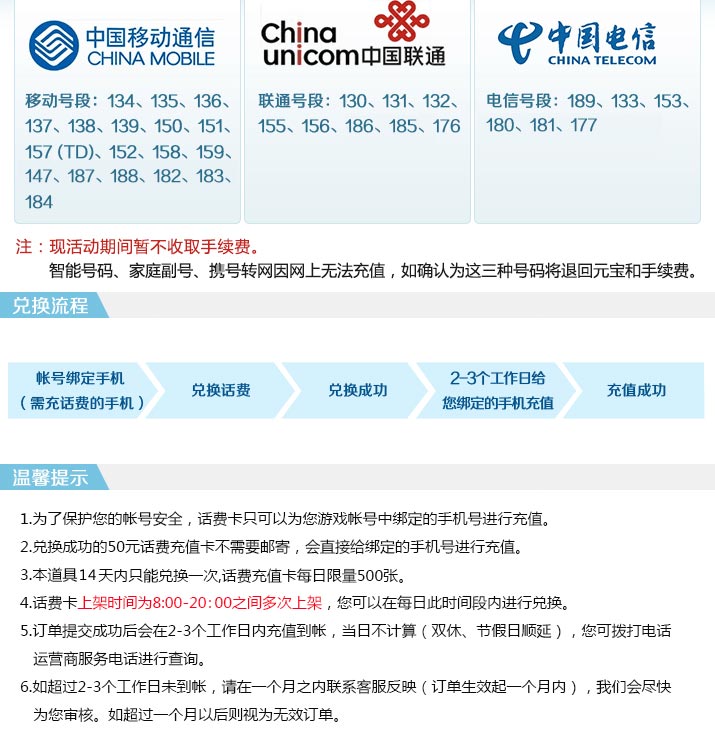 中国移动通信
CHINA MOBILE
移动号段：134、135、136、
137、138、139、150、151、
157 (TD)、152、158、159、
147、187、188、182、183、
184
China
unicom中国联通
联通号段：130、131、132、
155、156、186、185、176
中国电信
CHINA TELECOM
电信号段：189、133、153、
180、181、177
注：现活动期间暂不收取手续费。
智能号码、家庭副号、携号转网因网上无法充值，如确认为这三种号码将退回元宝和手续费。
兑换流程
帐号绑定手机
（需充话费的手机）
兑换话费
兑换成功
2-3个工作日给
您绑定的手机充值
充值成功
温馨提示
1.为了保护您的帐号安全，话费卡只可以为您游戏帐号中绑定的手机号进行充值。
2.兑换成功的50元话费充值卡不需要邮寄，会直接给绑定的手机号进行充值。
3.本道具14天内只能兑换一次,话费充值卡每日限量500张。
4.话费卡上架时间为8:00-20:00之间多次上架，您可以在每日此时间段内进行兑换。
5.订单提交成功后会在2-3个工作日内充值到帐，当日不计算（双休、节假日顺延），您可拨打电话
运营商服务电话进行查询。
6.如超过2-3个工作日未到帐，请在一个月之内联系客服反映（订单生效起一个月内），我们会尽快
为您审核。如超过一个月以后则视为无效订单。